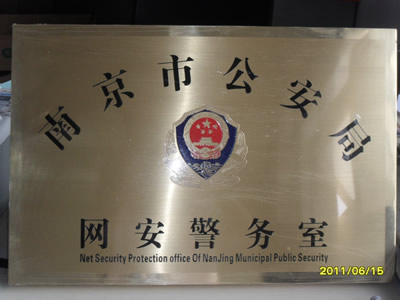 南京市公安局
网安警务室
Net Security Protection office Of NanJing Municipal Public Security
2011/06/15